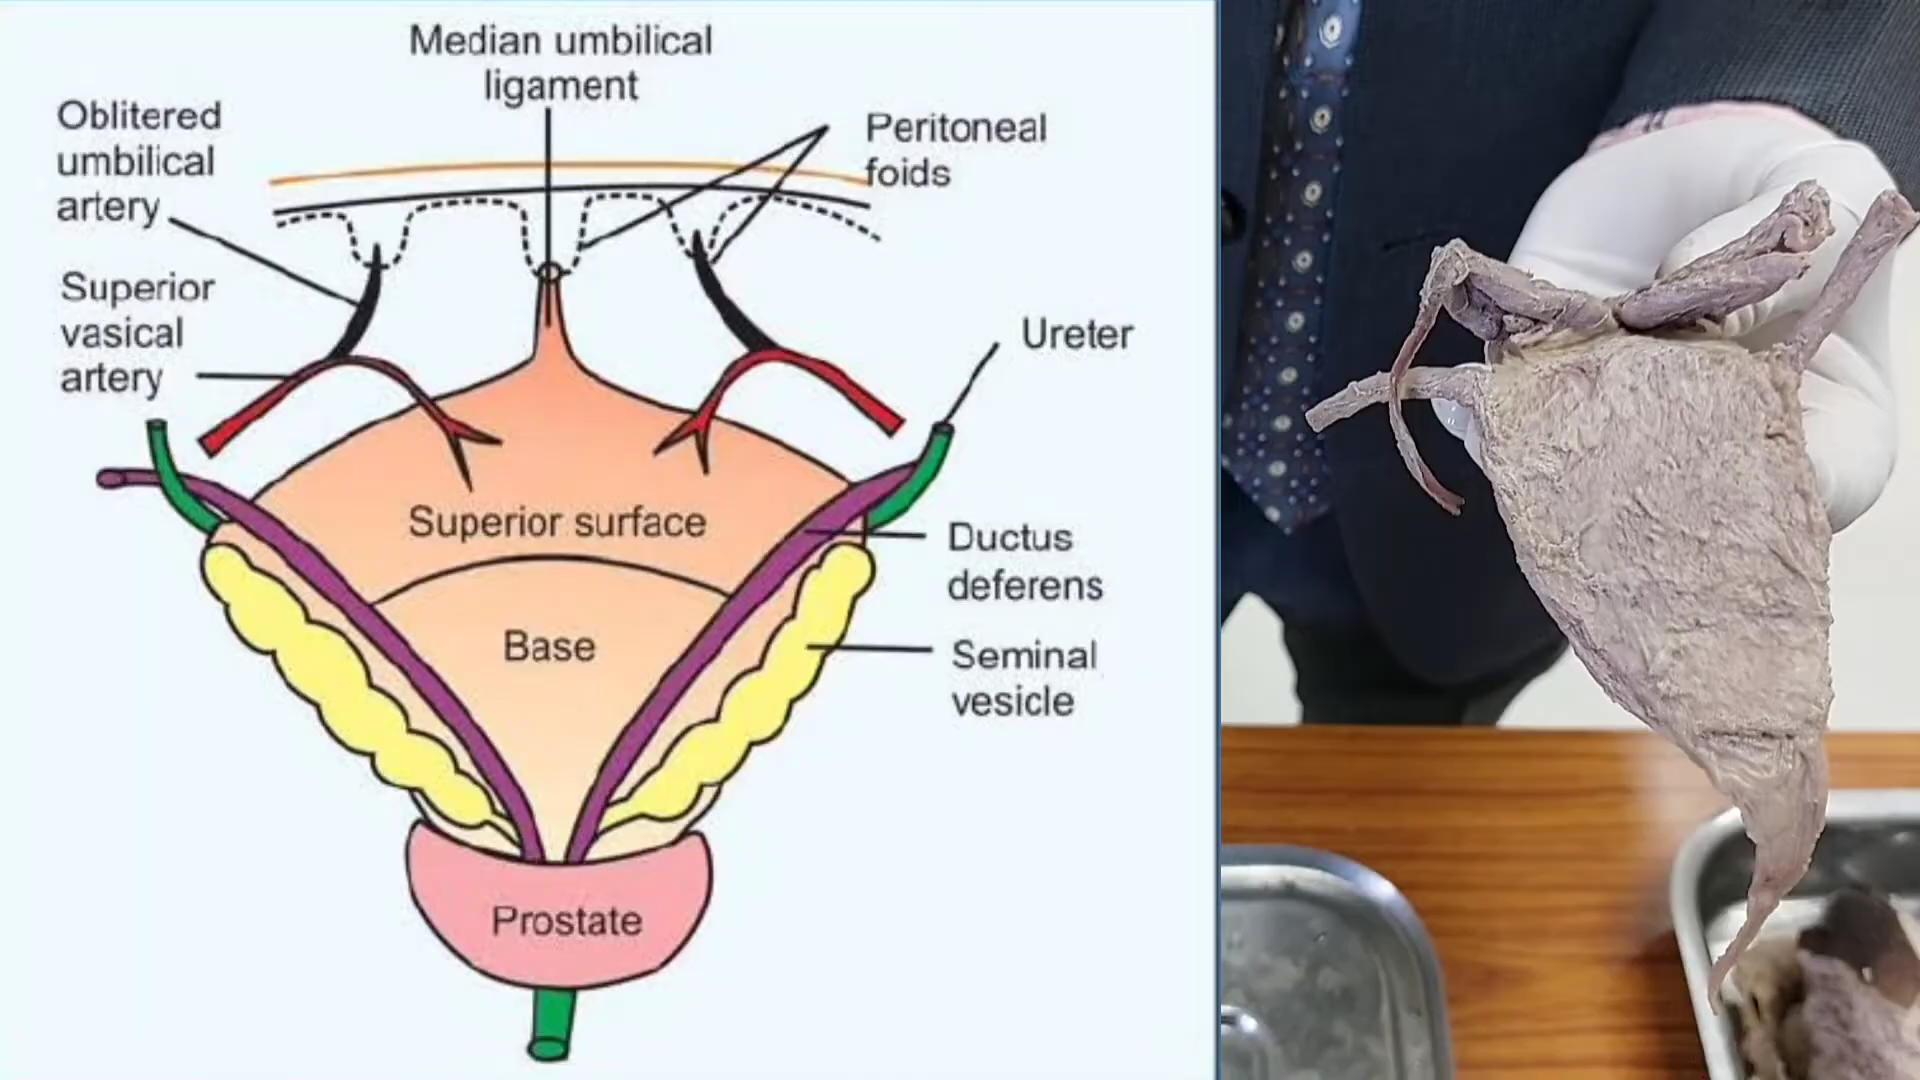 Median umbilical
ligament
Oblitered
umbilical
artery
Peritoneal
foids
Superior
vasical
artery
Ureter
Superior surface
Ductus
deferens
Base
Seminal
vesicle
Prostate